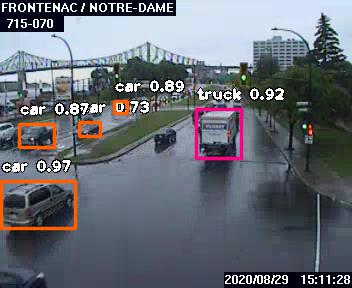 FRONTENAC / NOTRE-DAME
715-070
car 0.89
truck 0.92
car 0.87
car 0.73
car 0.97
2020/08/29 15:11:28